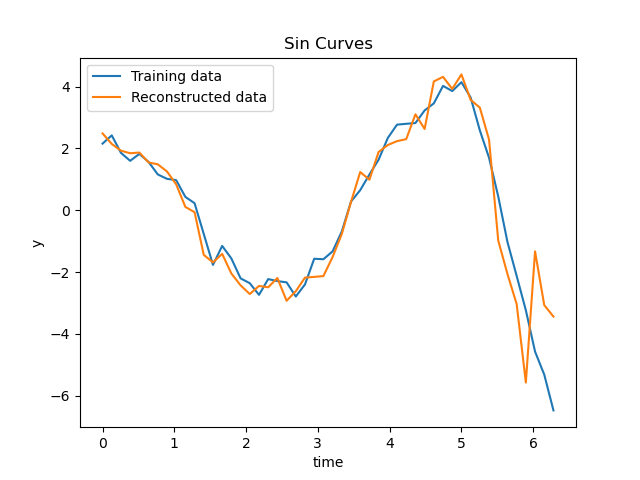 Sin Curves
Training data
Reconstructed data
y
4
2
0
−2
−4
−6
0 1 2 3 4 5 6
time